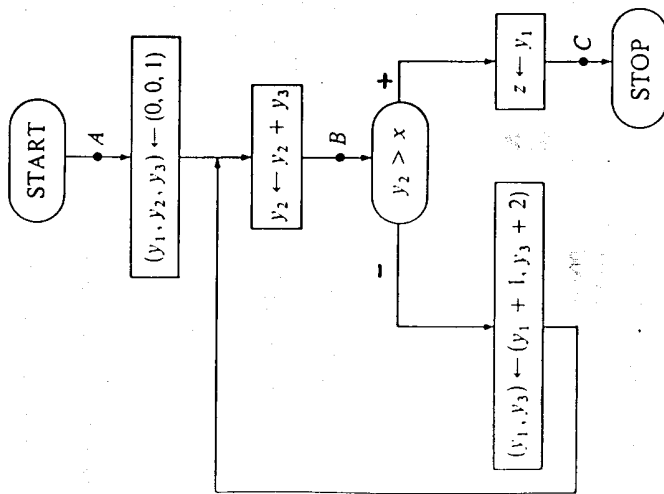 START
A
(y₁, y₂, y₃) ← (0, 0, 1)
y₂ ← y₂ + y₃
B
y₂ > x
+
-
z ← y₁
C
STOP
(y₁, y₃) ← (y₁ + 1, y₃ + 2)